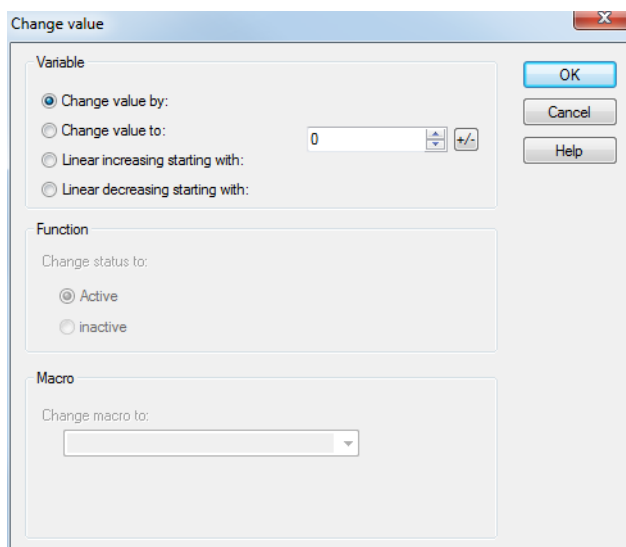 Change value
X
Variable
Change value by:
Change value to:
Linear increasing starting with:
Linear decreasing starting with:
0
+/-
OK
Cancel
Help
Function
Change status to:
Active
inactive
Macro
Change macro to: